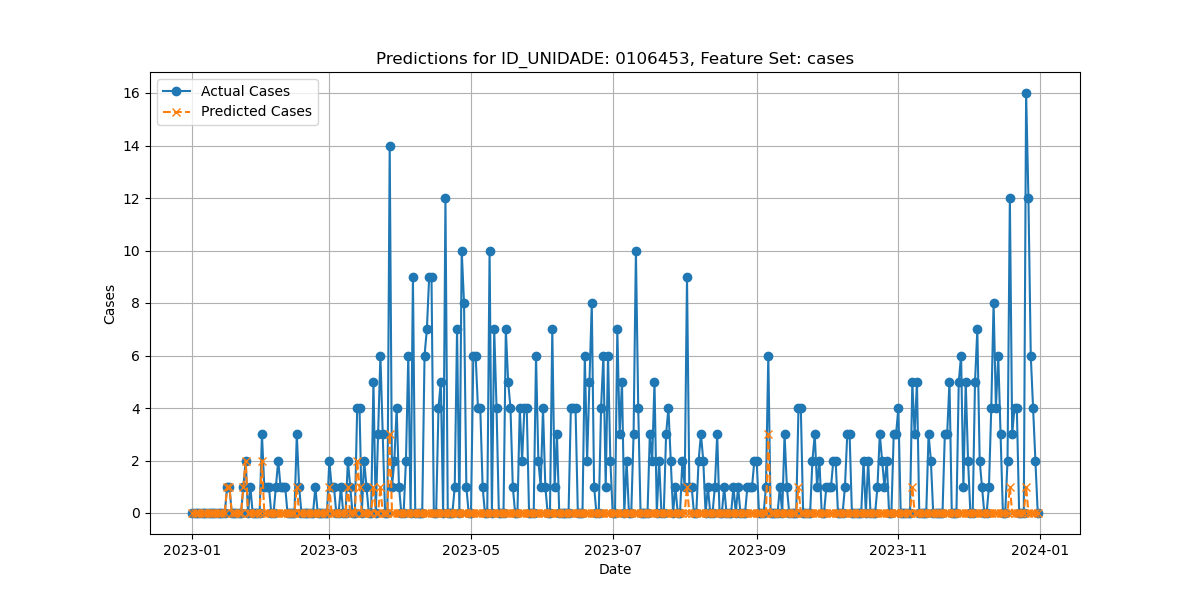 Predictions for ID_UNIDADE: 0106453, Feature Set: cases
Actual Cases
Predicted Cases
Cases
16
14
12
10
8
6
4
2
0
2023-01 2023-03 2023-05 2023-07 2023-09 2023-11 2024-01
Date